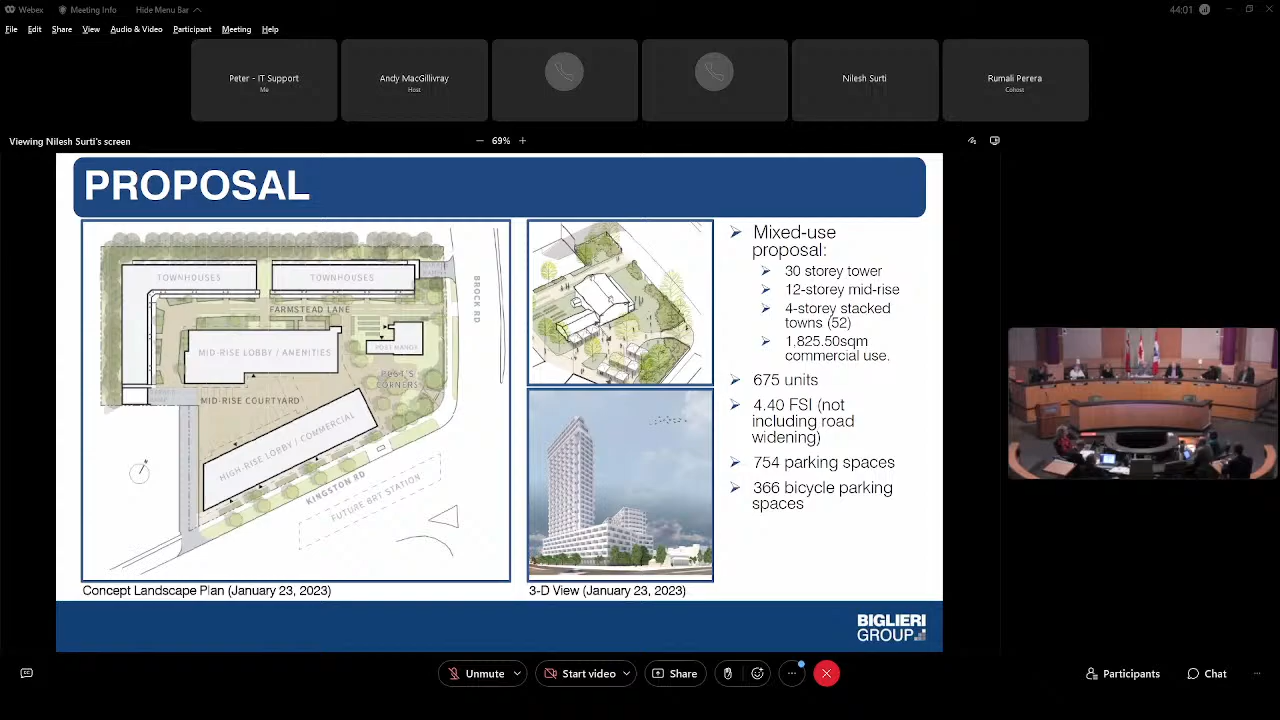 Webex
Meeting Info
Hide Menu Bar
44:01
File Edit Share View Audio & Video Participant Meeting Help
Peter - IT Support
Me
Andy MacGillivray
Host
Nilesh Surti
Rumali Perera
Cohost
Viewing Nilesh Surti's screen
69%
PROPOSAL
TOWNHOUSES
TOWNHOUSES
FARMSTEAD LANE
BROCK RD
MID-RISE LOBBY / AMENITIES
POST MANOR
POST'S
CORNERS
MID-RISE COURTYARD
HIGH-RISE LOBBY / COMMERCIAL
KINGSTON RD
FUTURE BRT STATION
N
Concept Landscape Plan (January 23, 2023)
3-D View (January 23, 2023)
Mixed-use
proposal:
30 storey tower
12-storey mid-rise
4-storey stacked
towns (52)
1,825.50sqm
commercial use.
675 units
4.40 FSI (not
including road
widening)
754 parking spaces
366 bicycle parking
spaces
BIGLIERI
GROUP
Unmute
Start video
Share
Participants
Chat